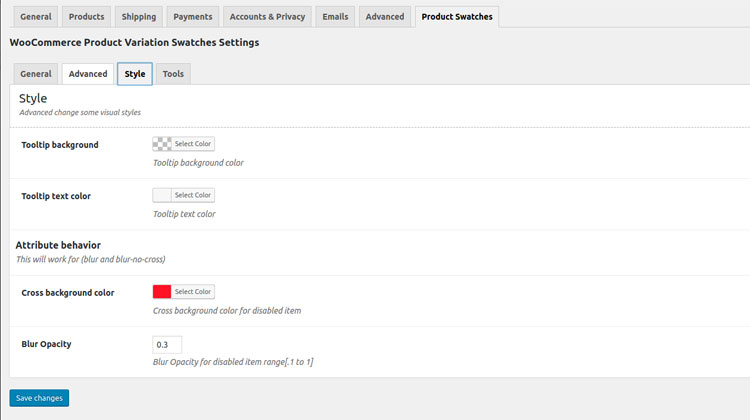 General Products Shipping Payments Accounts & Privacy Emails Advanced Product Swatches
WooCommerce Product Variation Swatches Settings
General Advanced Style Tools
Style
Advanced change some visual styles
Tooltip background Select Color
Tooltip background color
Tooltip text color Select Color
Tooltip text color
Attribute behavior
This will work for (blur and blur-no-cross)
Cross background color Select Color
Cross background color for disabled item
Blur Opacity 0.3
Blur Opacity for disabled item range[.1 to 1]
Save changes